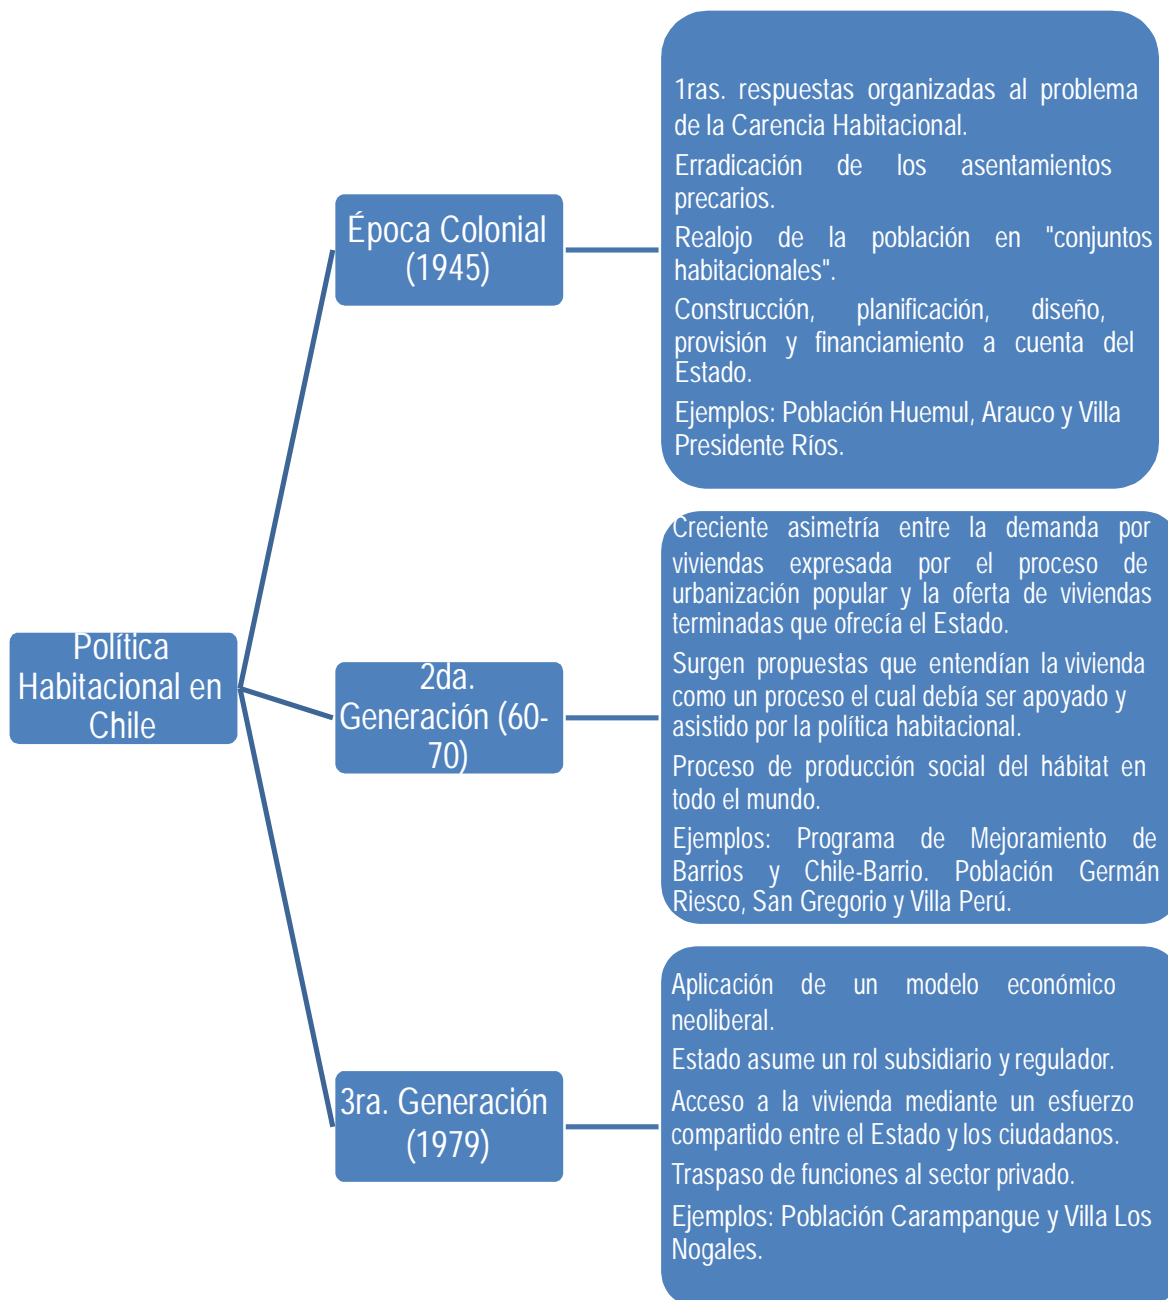 Política
Habitacional en
Chile
Época Colonial
(1945)
1ras. respuestas organizadas al problema
de la Carencia Habitacional.
Erradicación de los asentamientos
precarios.
Realojo de la población en "conjuntos
habitacionales".
Construcción, planificación, diseño,
provisión y financiamiento a cuenta del
Estado.
Ejemplos: Población Huemul, Arauco y Villa
Presidente Ríos.
2da.
Generación (60-
70)
Creciente asimetría entre la demanda por
viviendas expresada por el proceso de
urbanización popular y la oferta de viviendas
terminadas que ofrecía el Estado.
Surgen propuestas que entendían la vivienda
como un proceso el cual debía ser apoyado y
asistido por la política habitacional.
Proceso de producción social del hábitat en
todo el mundo.
Ejemplos: Programa de Mejoramiento de
Barrios y Chile-Barrio. Población Germán
Riesco, San Gregorio y Villa Perú.
3ra. Generación
(1979)
Aplicación de un modelo económico
neoliberal.
Estado asume un rol subsidiario y regulador.
Acceso a la vivienda mediante un esfuerzo
compartido entre el Estado y los ciudadanos.
Traspaso de funciones al sector privado.
Ejemplos: Población Carampangue y Villa Los
Nogales.